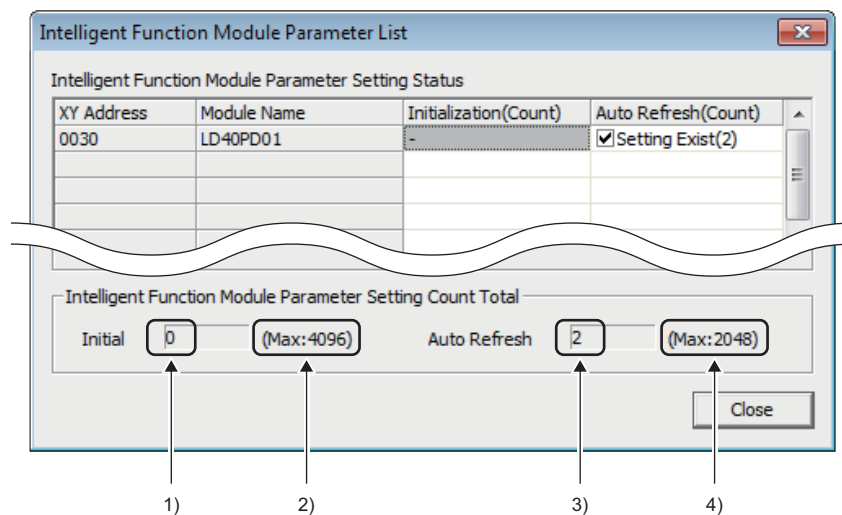 Intelligent Function Module Parameter List
Intelligent Function Module Parameter Setting Status
XY Address Module Name Initialization(Count) Auto Refresh(Count)
0030 LD40PD01 - Setting Exist(2)
Intelligent Function Module Parameter Setting Count Total
Initial 0 (Max:4096) Auto Refresh 2 (Max:2048)
Close
1) 2) 3) 4)